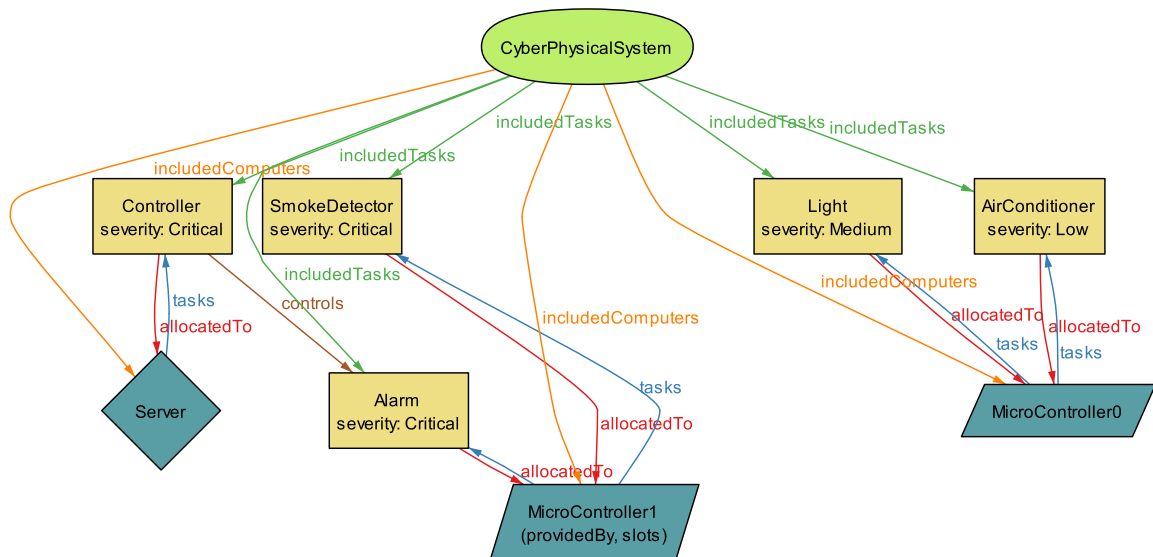 CyberPhysicalSystem
includedTasks
includedTasks
includedTasks
includedTasks
includedComputers
Controller
severity: Critical
SmokeDetector
severity: Critical
Light
severity: Medium
AirConditioner
severity: Low
includedTasks
includedComputers
controls
tasks
allocatedTo
includedComputers
allocatedTo
tasks
allocatedTo
tasks
tasks
Server
Alarm
severity: Critical
allocatedTo
MicroController0
allocatedTo
MicroController1
(providedBy, slots)